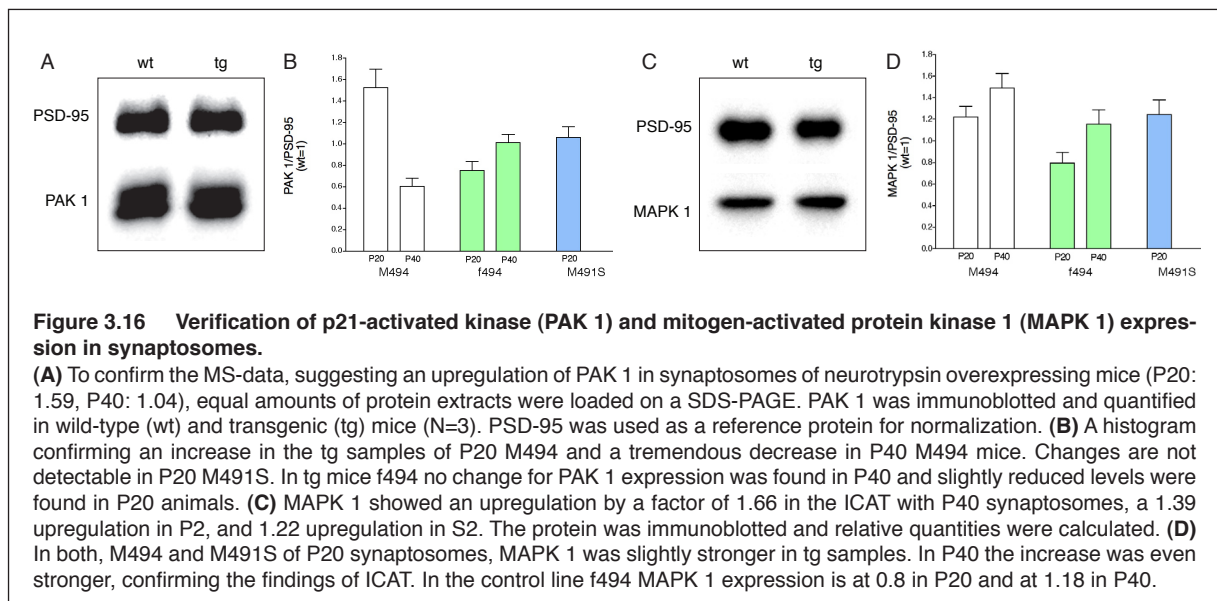 A
wt tg
PSD-95
PAK 1
B
PAK 1/PSD-95
(wt=1)
1.8
1.6
1.4
1.2
1.0
0.8
0.6
0.4
0.2
0.0
P20 P40 P20 P40 P20
M494 f494 M491S
C
wt tg
PSD-95
MAPK 1
D
MAPK 1/PSD-95
(wt=1)
1.8
1.6
1.4
1.2
1.0
0.8
0.6
0.4
0.2
0.0
P20 P40 P20 P40 P20
M494 f494 M491S
Figure 3.16 Verification of p21-activated kinase (PAK 1) and mitogen-activated protein kinase 1 (MAPK 1) expres-
sion in synaptosomes.
(A) To confirm the MS-data, suggesting an upregulation of PAK 1 in synaptosomes of neurotrypsin overexpressing mice (P20:
1.59, P40: 1.04), equal amounts of protein extracts were loaded on a SDS-PAGE. PAK 1 was immunoblotted and quantified
in wild-type (wt) and transgenic (tg) mice (N=3). PSD-95 was used as a reference protein for normalization. (B) A histogram
confirming an increase in the tg samples of P20 M494 and a tremendous decrease in P40 M494 mice. Changes are not
detectable in P20 M491S. In tg mice f494 no change for PAK 1 expression was found in P40 and slightly reduced levels were
found in P20 animals. (C) MAPK 1 showed an upregulation by a factor of 1.66 in the ICAT with P40 synaptosomes, a 1.39
upregulation in P2, and 1.22 upregulation in S2. The protein was immunoblotted and relative quantities were calculated. (D)
In both, M494 and M491S of P20 synaptosomes, MAPK 1 was slightly stronger in tg samples. In P40 the increase was even
stronger, confirming the findings of ICAT. In the control line f494 MAPK 1 expression is at 0.8 in P20 and at 1.18 in P40.